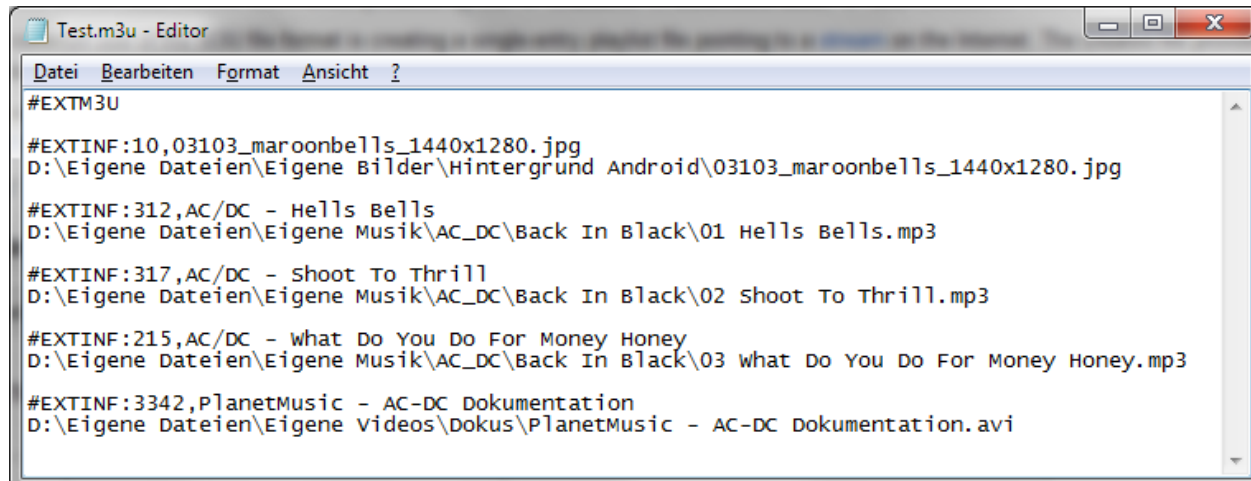 Test.m3u - Editor
Datei Bearbeiten Format Ansicht ?
#EXTM3U
#EXTINF:10,03103_maroonbells_1440x1280.jpg
D:\Eigene Dateien\Eigene Bilder\Hintergrund Android\03103_maroonbells_1440x1280.jpg
#EXTINF:312,AC/DC - Hells Bells
D:\Eigene Dateien\Eigene Musik\AC_DC\Back In Black\01 Hells Bells.mp3
#EXTINF:317,AC/DC - Shoot To Thrill
D:\Eigene Dateien\Eigene Musik\AC_DC\Back In Black\02 Shoot To Thrill.mp3
#EXTINF:215,AC/DC - What Do You Do For Money Honey
D:\Eigene Dateien\Eigene Musik\AC_DC\Back In Black\03 What Do You Do For Money Honey.mp3
#EXTINF:3342,PlanetMusic - AC-DC Dokumentation
D:\Eigene Dateien\Eigene Videos\Dokus\PlanetMusic - AC-DC Dokumentation.avi